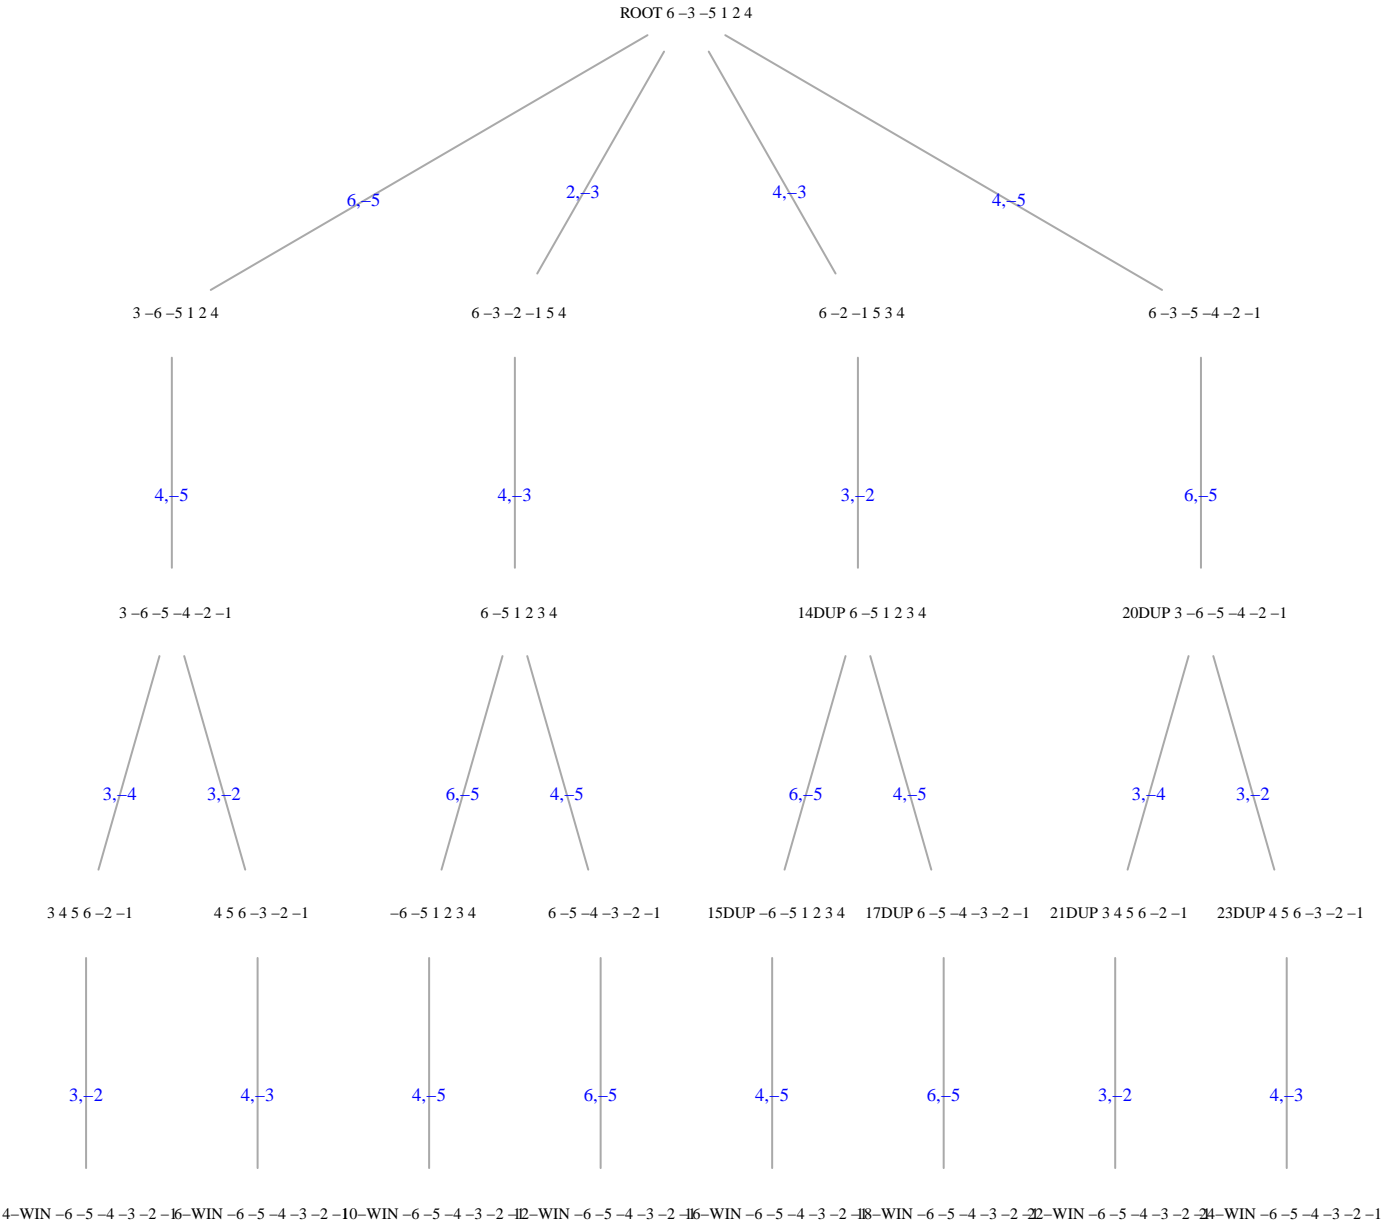 ROOT 6 –3 –5 1 2 4
6,–5 2,–3 4,–3 4,–5
3 –6 –5 1 2 4 6 –3 –2 –1 5 4 6 –2 –1 5 3 4 6 –3 –5 –4 –2 –1
4,–5 4,–3 3,–2 6,–5
3 –6 –5 –4 –2 –1 6 –5 1 2 3 4 14DUP 6 –5 1 2 3 4 20DUP 3 –6 –5 –4 –2 –1
3,–4 3,–2 6,–5 4,–5 6,–5 4,–5 3,–4 3,–2
3 4 5 6 –2 –1 4 5 6 –3 –2 –1 –6 –5 1 2 3 4 6 –5 –4 –3 –2 –1 15DUP –6 –5 1 2 3 4 17DUP 6 –5 –4 –3 –2 –1 21DUP 3 4 5 6 –2 –1 23DUP 4 5 6 –3 –2 –1
3,–2 4,–3 4,–5 6,–5 4,–5 6,–5 3,–2 4,–3
4–WIN –6 –5 –4 –3 –2 –1 6–WIN –6 –5 –4 –3 –2 –1 10–WIN –6 –5 –4 –3 –2 –1 12–WIN –6 –5 –4 –3 –2 –1 16–WIN –6 –5 –4 –3 –2 –1 18–WIN –6 –5 –4 –3 –2 –1 22–WIN –6 –5 –4 –3 –2 –1 24–WIN –6 –5 –4 –3 –2 –1